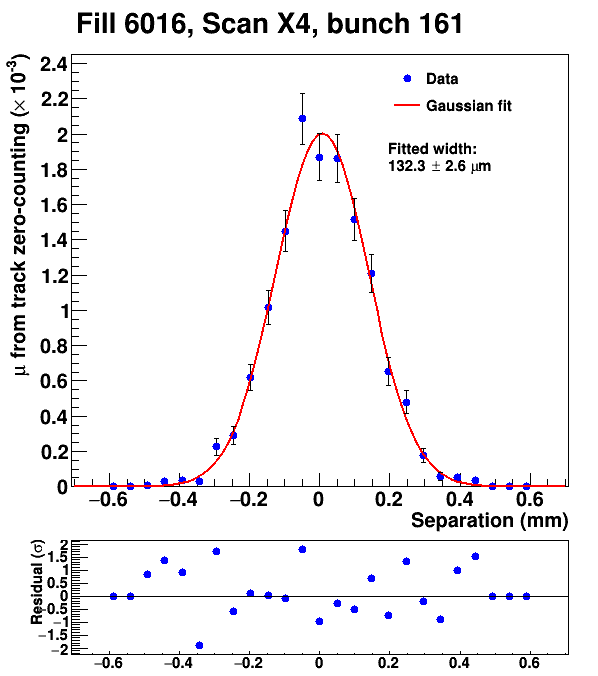 Fill 6016, Scan X4, bunch 161
μ from track zero-counting (× 10⁻³)
2.4
2.2
2
1.8
1.6
1.4
1.2
1
0.8
0.6
0.4
0.2
0
Data
Gaussian fit
Fitted width:
132.3 ± 2.6 μm
−0.6 −0.4 −0.2 0 0.2 0.4 0.6
Separation (mm)
Residual (σ)
2
1.5
1
0.5
0
−0.5
−1
−1.5
−2
−0.6 −0.4 −0.2 0 0.2 0.4 0.6